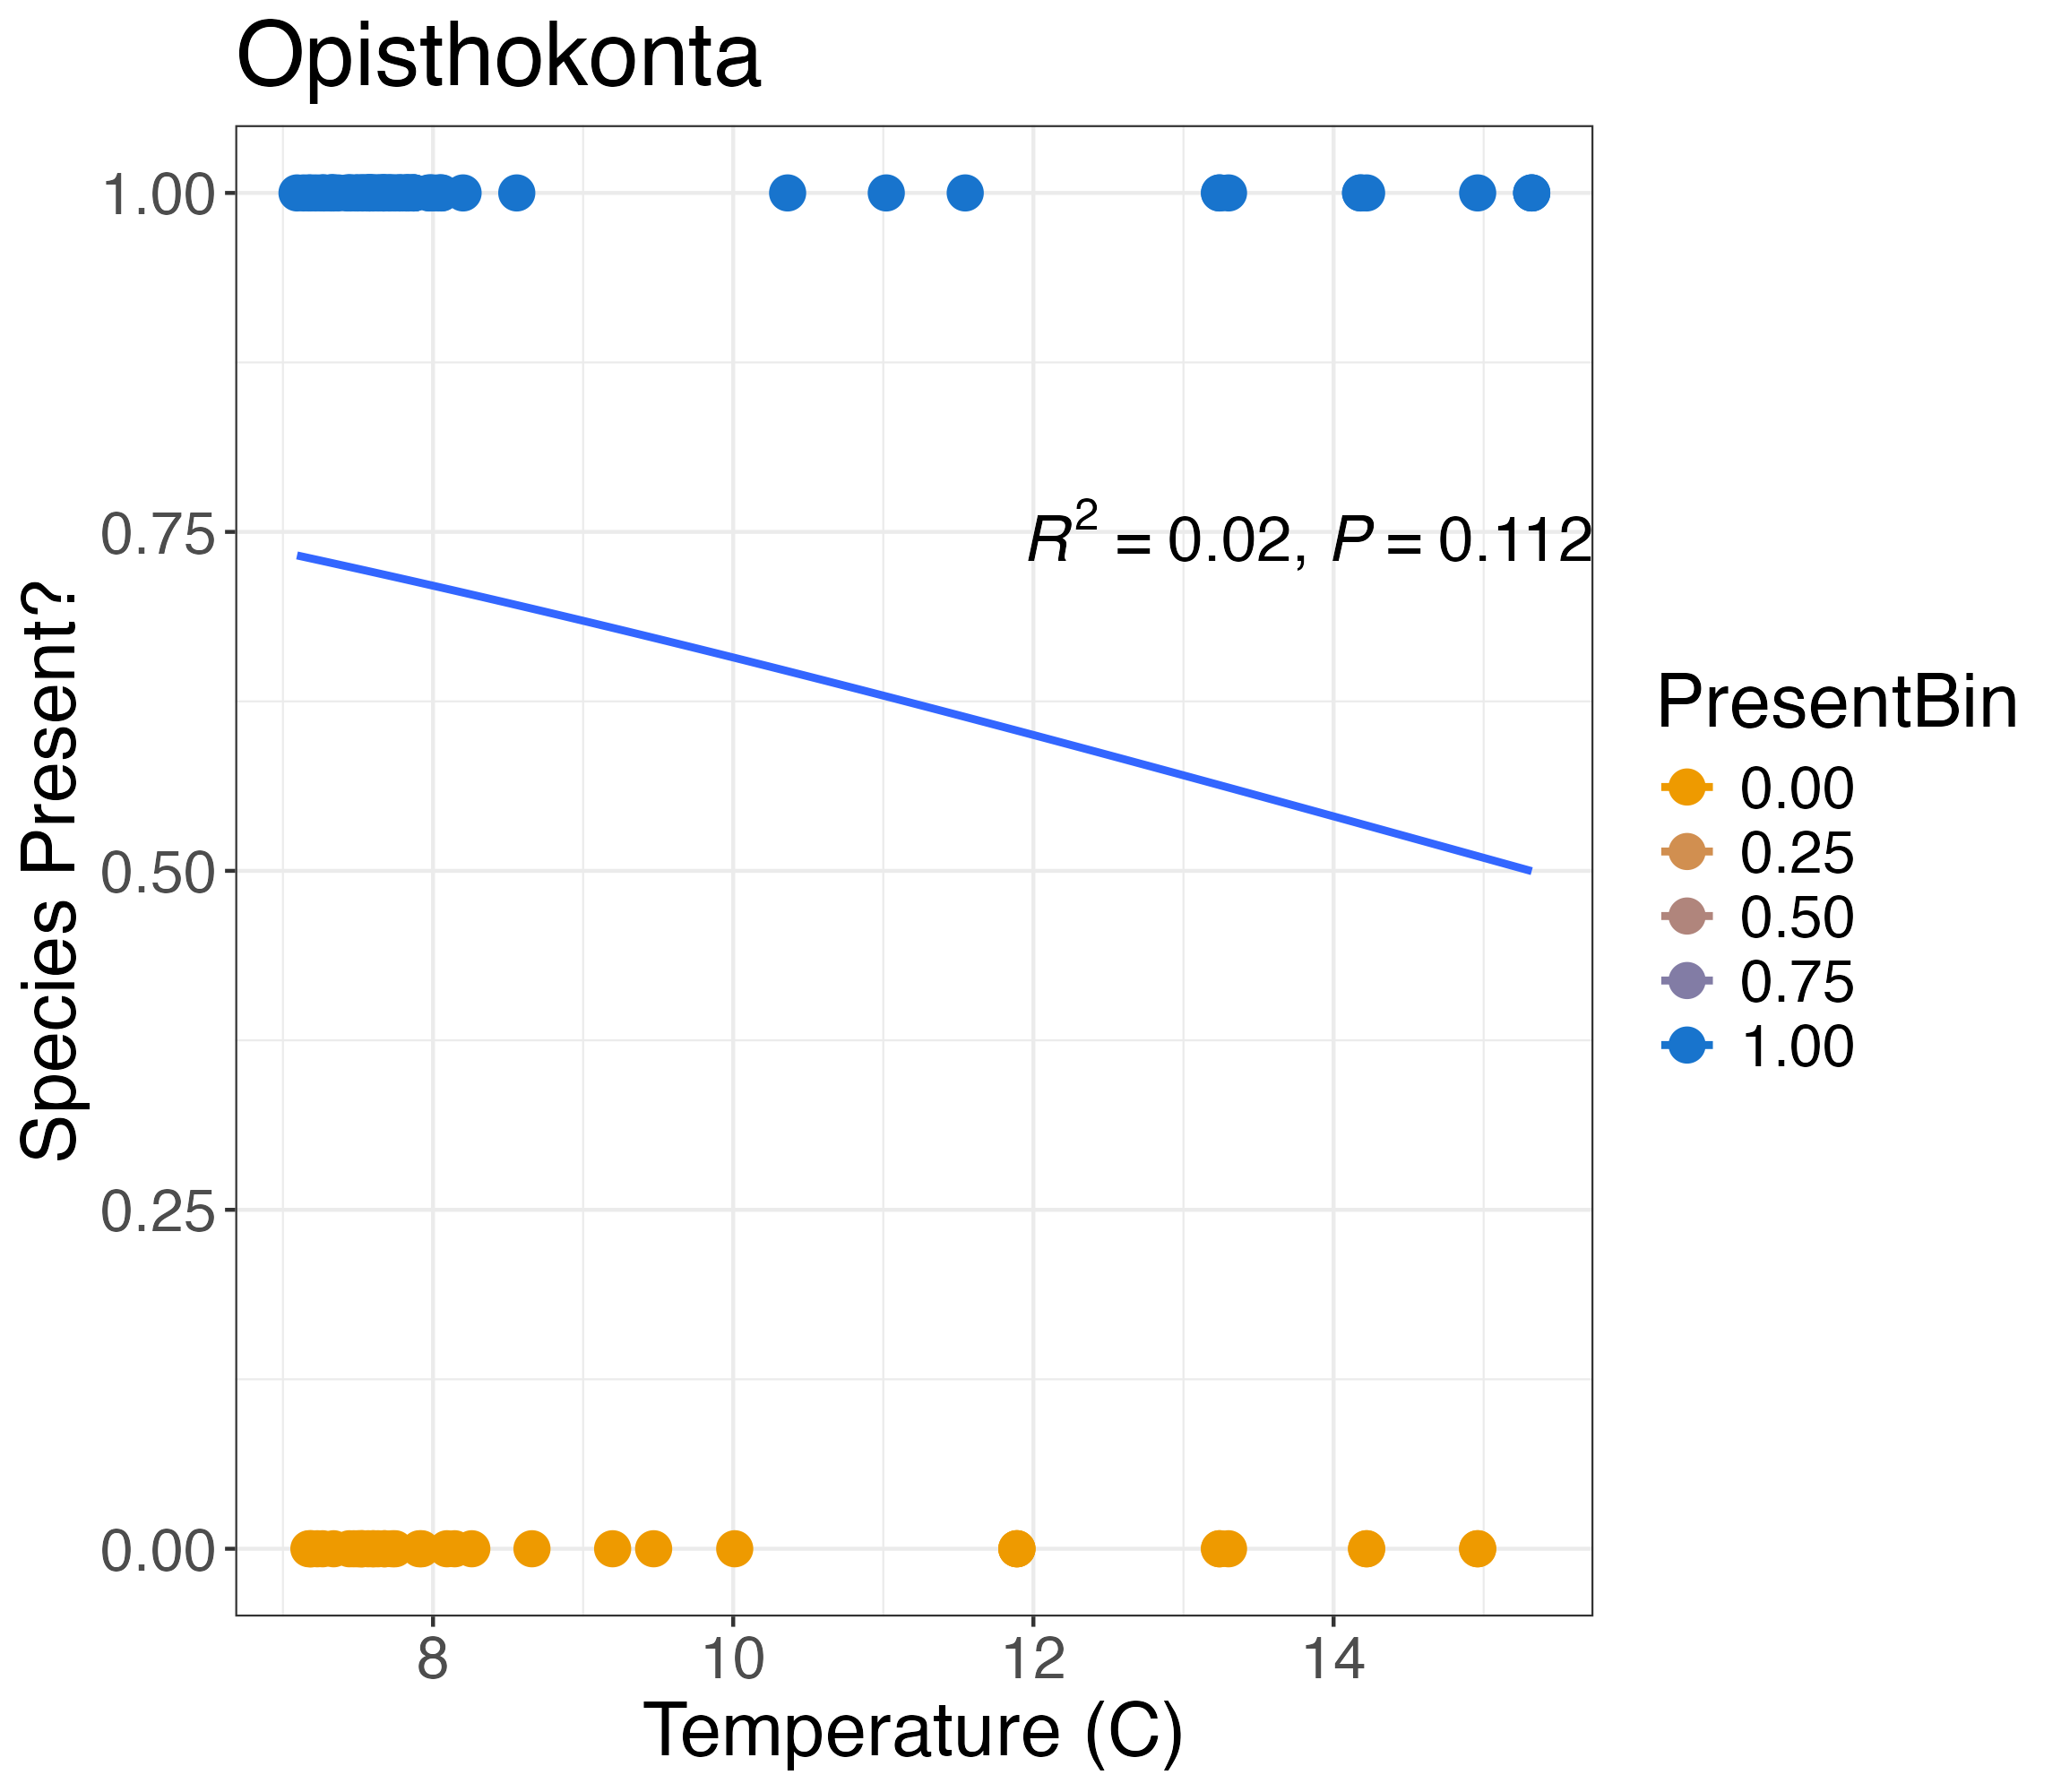 Opisthokonta
Species Present?
1.00
0.75
0.50
0.25
0.00
R² = 0.02, P = 0.112
8 10 12 14
Temperature (C)
PresentBin
0.00
0.25
0.50
0.75
1.00